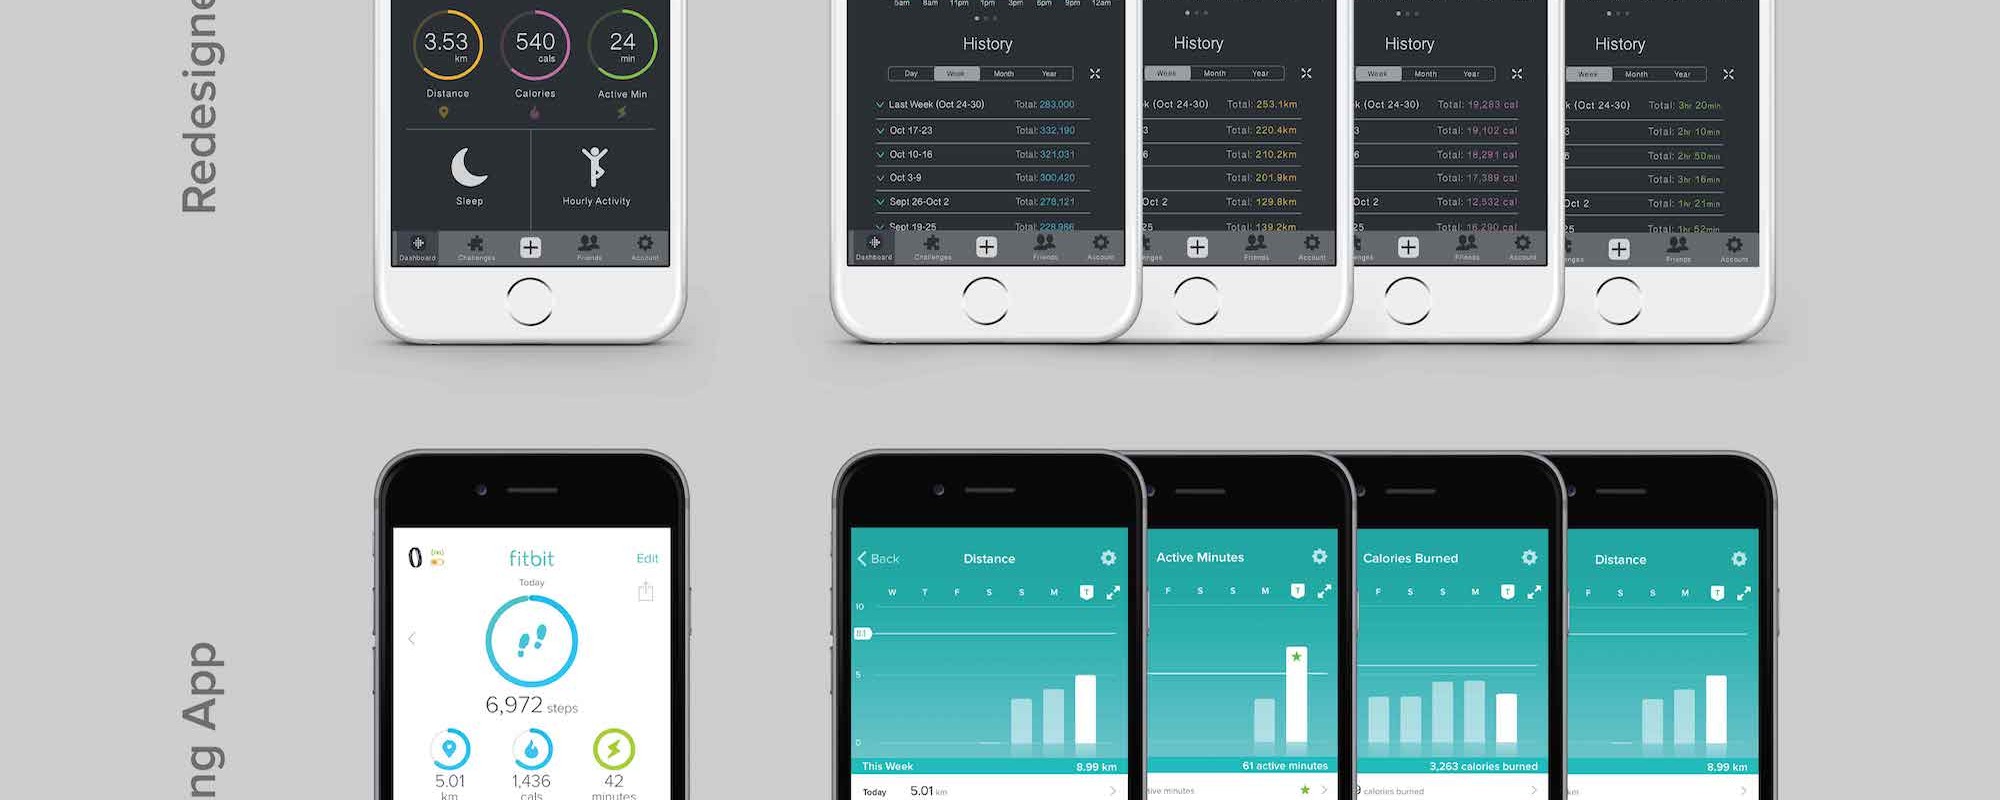 Redesigne
3.53
km
540
cals
24
min
Distance
Calories
Active Min
Sleep
Hourly Activity
Dashboard
Challenges
Friends
Account
5am 8am 11pm 1pm 3pm 6pm 9pm 12am
History
Day Week Month Year
Last Week (Oct 24-30) Total: 283,000
Oct 17-23 Total: 332,190
Oct 10-16 Total: 321,031
Oct 3-9 Total: 300,420
Sept 26-Oct 2 Total: 278,121
Sept 19-25 Total: 228,966
Dashboard Challenges Friends Account
History
Week Month Year
k (Oct 24-30) Total: 253.1km
3 Total: 220.4km
6 Total: 210.2km
Total: 201.9km
Oct 2 Total: 129.8km
25 Total: 139.2km
enges Friends Account
History
Week Month Year
k (Oct 24-30) Total: 19,283 cal
3 Total: 19,102 cal
6 Total: 18,291 cal
Total: 17,389 cal
Oct 2 Total: 12,532 cal
25 Total: 16,290 cal
enges Friends Account
History
Week Month Year
k (Oct 24-30) Total: 3hr 20min
3 Total: 2hr 10min
6 Total: 2hr 50min
Total: 3hr 16min
Oct 2 Total: 1hr 21min
25 Total: 1hr 52min
enges Friends Account
ng App
fitbit
Edit
Today
6,972 steps
5.01
km
1,436
cals
42
minutes
Back Distance
W T F S S M T
10
8.1
5
0
This Week 8.99 km
Today 5.01 km
Active Minutes
F S S M T
61 active minutes
tive minutes
Calories Burned
F S S M T
3,263 calories burned
9 calories burned
Distance
F S S M T
8.99 km
km